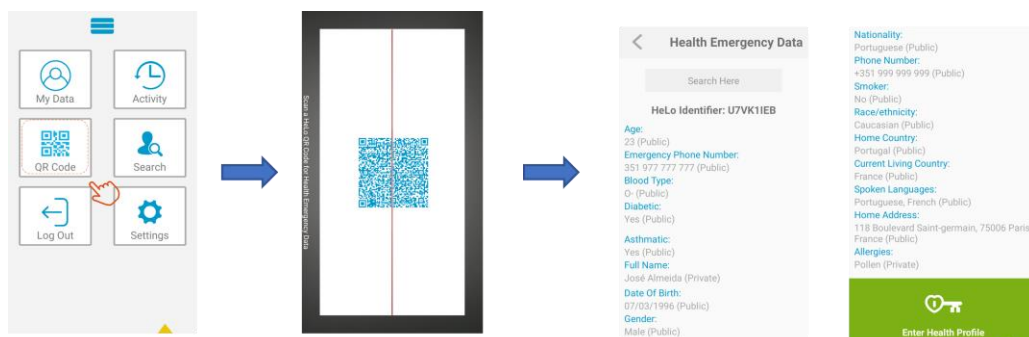 My Data
Activity
QR Code
Search
Log Out
Settings
Scan a HeLo QR Code for Health Emergency Data
Health Emergency Data
Search Here
HeLo Identifier: U7VK1IEB
Age:
23 (Public)
Emergency Phone Number:
351 977 777 777 (Public)
Blood Type:
O- (Public)
Diabetic:
Yes (Public)
Asthmatic:
Yes (Public)
Full Name:
José Almeida (Private)
Date Of Birth:
07/03/1996 (Public)
Gender:
Male (Public)
Nationality:
Portuguese (Public)
Phone Number:
+351 999 999 999 (Public)
Smoker:
No (Public)
Race/ethnicity:
Caucasian (Public)
Home Country:
Portugal (Public)
Current Living Country:
France (Public)
Spoken Languages:
Portuguese, French (Public)
Home Address:
118 Boulevard Saint-germain, 75006 Paris
France (Public)
Allergies:
Pollen (Private)
Enter Health Profile